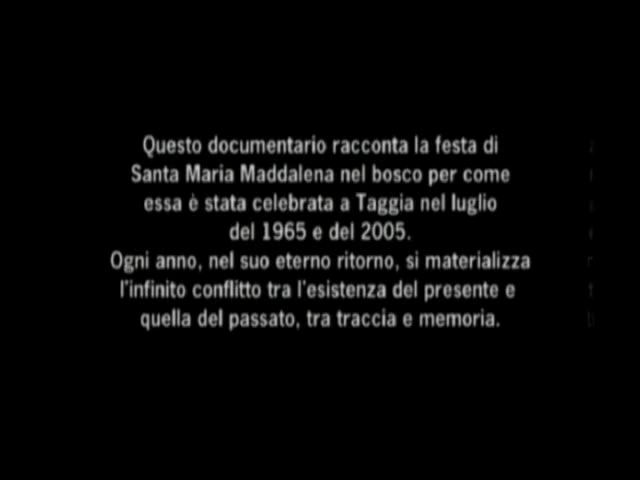 Questo documentario racconta la festa di
Santa Maria Maddalena nel bosco per come
essa è stata celebrata a Taggia nel luglio
del 1965 e del 2005.
Ogni anno, nel suo eterno ritorno, si materializza
l'infinito conflitto tra l'esistenza del presente e
quella del passato, tra traccia e memoria.